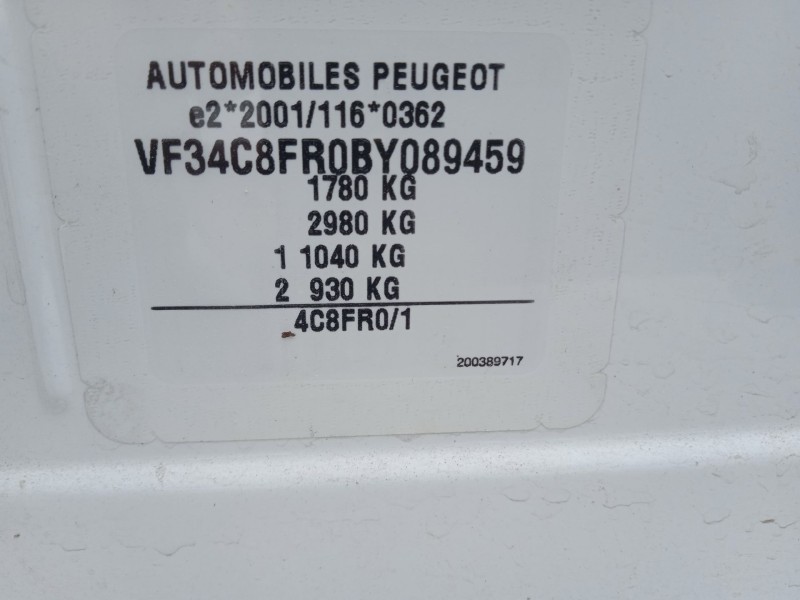 AUTOMOBILES PEUGEOT
e2*2001/116*0362
VF34C8FR0BY089459
1780 KG
2980 KG
1 1040 KG
2 930 KG
4C8FR0/1
200389717